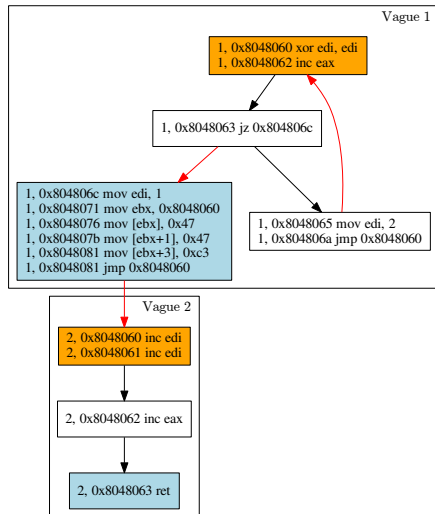 Vague 1
1, 0x8048060 xor edi, edi
1, 0x8048062 inc eax
1, 0x8048063 jz 0x804806c
1, 0x804806c mov edi, 1
1, 0x8048071 mov ebx, 0x8048060
1, 0x8048076 mov [ebx], 0x47
1, 0x804807b mov [ebx+1], 0x47
1, 0x8048081 mov [ebx+3], 0xc3
1, 0x8048081 jmp 0x8048060
1, 0x8048065 mov edi, 2
1, 0x804806a jmp 0x8048060
Vague 2
2, 0x8048060 inc edi
2, 0x8048061 inc edi
2, 0x8048062 inc eax
2, 0x8048063 ret